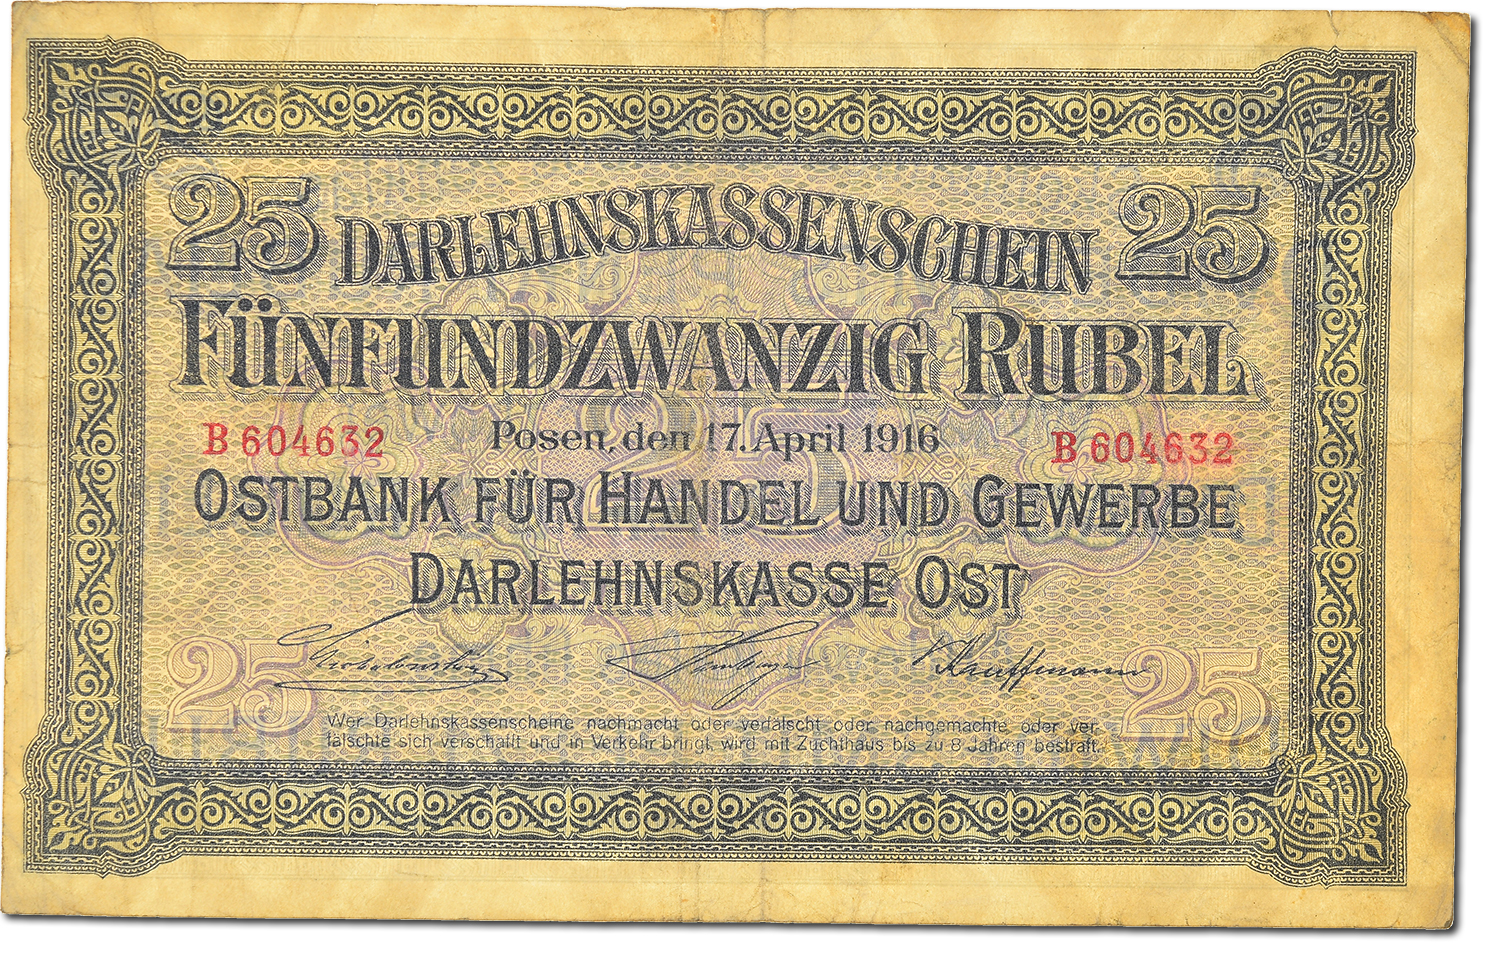 25 DARLEHNSKASSENSCHEIN 25
FÜNFUNDZWANZIG RUBEL
B 604632 Posen, den 17. April 1916 B 604632
OSTBANK FÜR HANDEL UND GEWERBE
DARLEHNSKASSE OST
25 25
Wer Darlehnskassenscheine nachmacht oder verfälscht oder nachgemachte oder ver-
fälschte sich verschafft und in Verkehr bringt, wird mit Zuchthaus bis zu 8 Jahren bestraft.